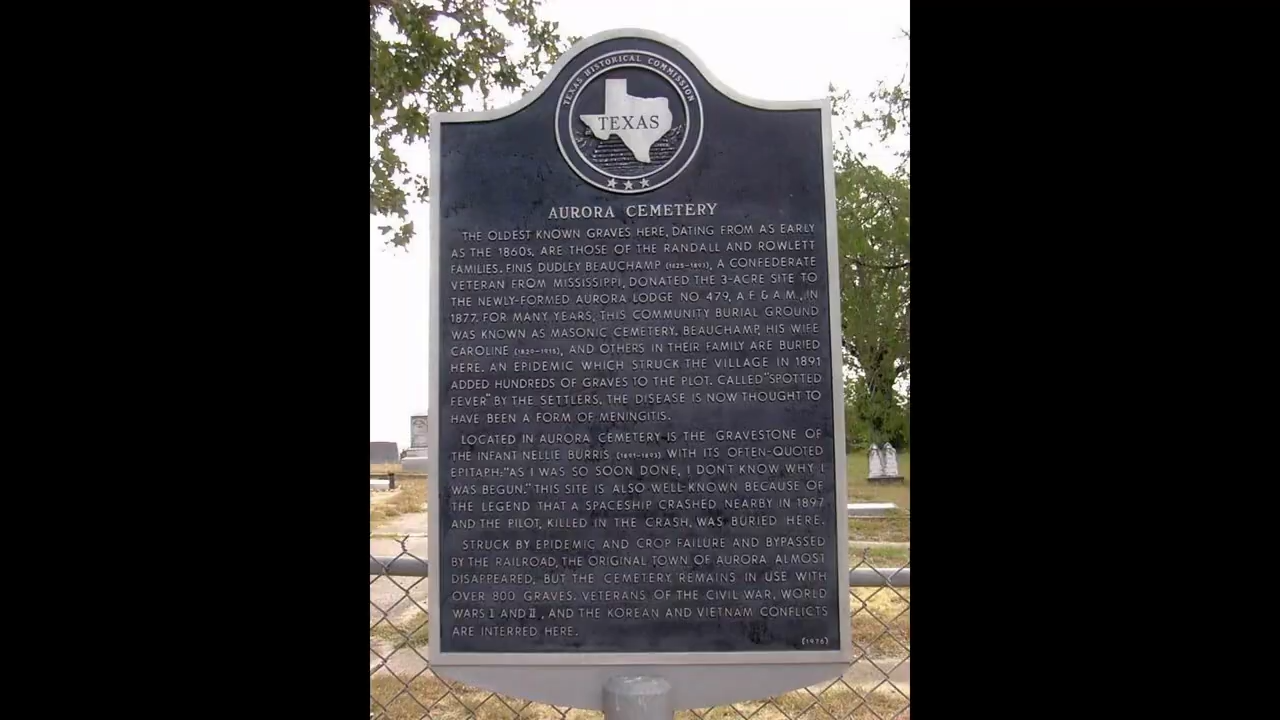 TEXAS HISTORICAL COMMISSION
TEXAS
AURORA CEMETERY
THE OLDEST KNOWN GRAVES HERE, DATING FROM AS EARLY
AS THE 1860s, ARE THOSE OF THE RANDALL AND ROWLETT
FAMILIES. FINIS DUDLEY BEAUCHAMP (1825-1893), A CONFEDERATE
VETERAN FROM MISSISSIPPI, DONATED THE 3-ACRE SITE TO
THE NEWLY-FORMED AURORA LODGE NO. 479, A.F. & A.M., IN
1877. FOR MANY YEARS, THIS COMMUNITY BURIAL GROUND
WAS KNOWN AS MASONIC CEMETERY. BEAUCHAMP, HIS WIFE
CAROLINE (1829-1915), AND OTHERS IN THEIR FAMILY ARE BURIED
HERE. AN EPIDEMIC WHICH STRUCK THE VILLAGE IN 1891
ADDED HUNDREDS OF GRAVES TO THE PLOT. CALLED "SPOTTED
FEVER" BY THE SETTLERS, THE DISEASE IS NOW THOUGHT TO
HAVE BEEN A FORM OF MENINGITIS.
LOCATED IN AURORA CEMETERY IS THE GRAVESTONE OF
THE INFANT NELLIE BURRIS (1891-1893) WITH ITS OFTEN-QUOTED
EPITAPH: "AS I WAS SO SOON DONE, I DON'T KNOW WHY I
WAS BEGUN." THIS SITE IS ALSO WELL-KNOWN BECAUSE OF
THE LEGEND THAT A SPACESHIP CRASHED NEARBY IN 1897
AND THE PILOT, KILLED IN THE CRASH, WAS BURIED HERE.
STRUCK BY EPIDEMIC AND CROP FAILURE AND BYPASSED
BY THE RAILROAD, THE ORIGINAL TOWN OF AURORA ALMOST
DISAPPEARED, BUT THE CEMETERY REMAINS IN USE WITH
OVER 800 GRAVES. VETERANS OF THE CIVIL WAR, WORLD
WARS I AND II, AND THE KOREAN AND VIETNAM CONFLICTS
ARE INTERRED HERE.
(1976)